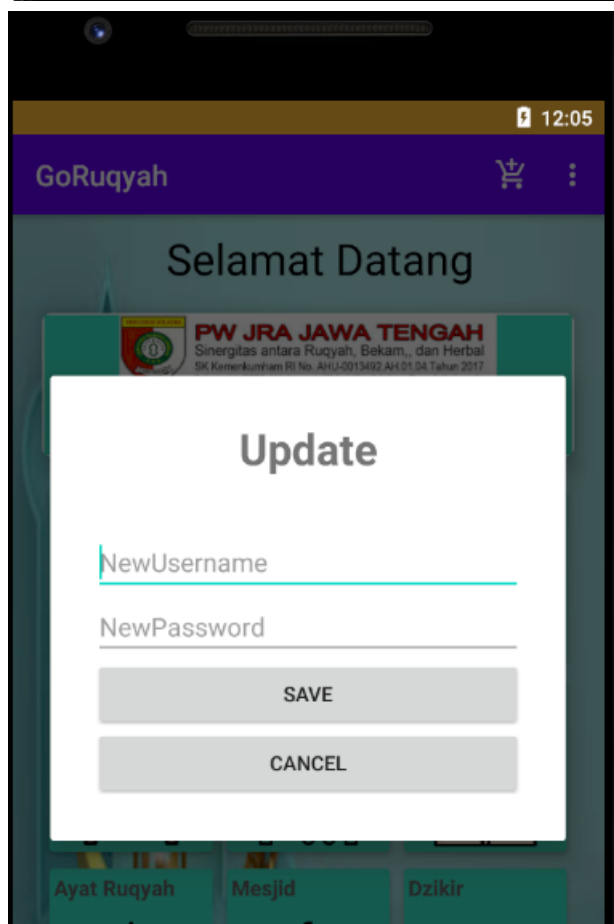 12:05
GoRuqyah
Selamat Datang
PW JRA JAWA TENGAH
Sinergitas antara Ruqyah, Bekam,, dan Herbal
SK Kemenkumham RI No. AHU-0013492 AH.01.04.Tahun 2017
Update
NewUsername
NewPassword
SAVE
CANCEL
Ayat Ruqyah Mesjid Dzikir